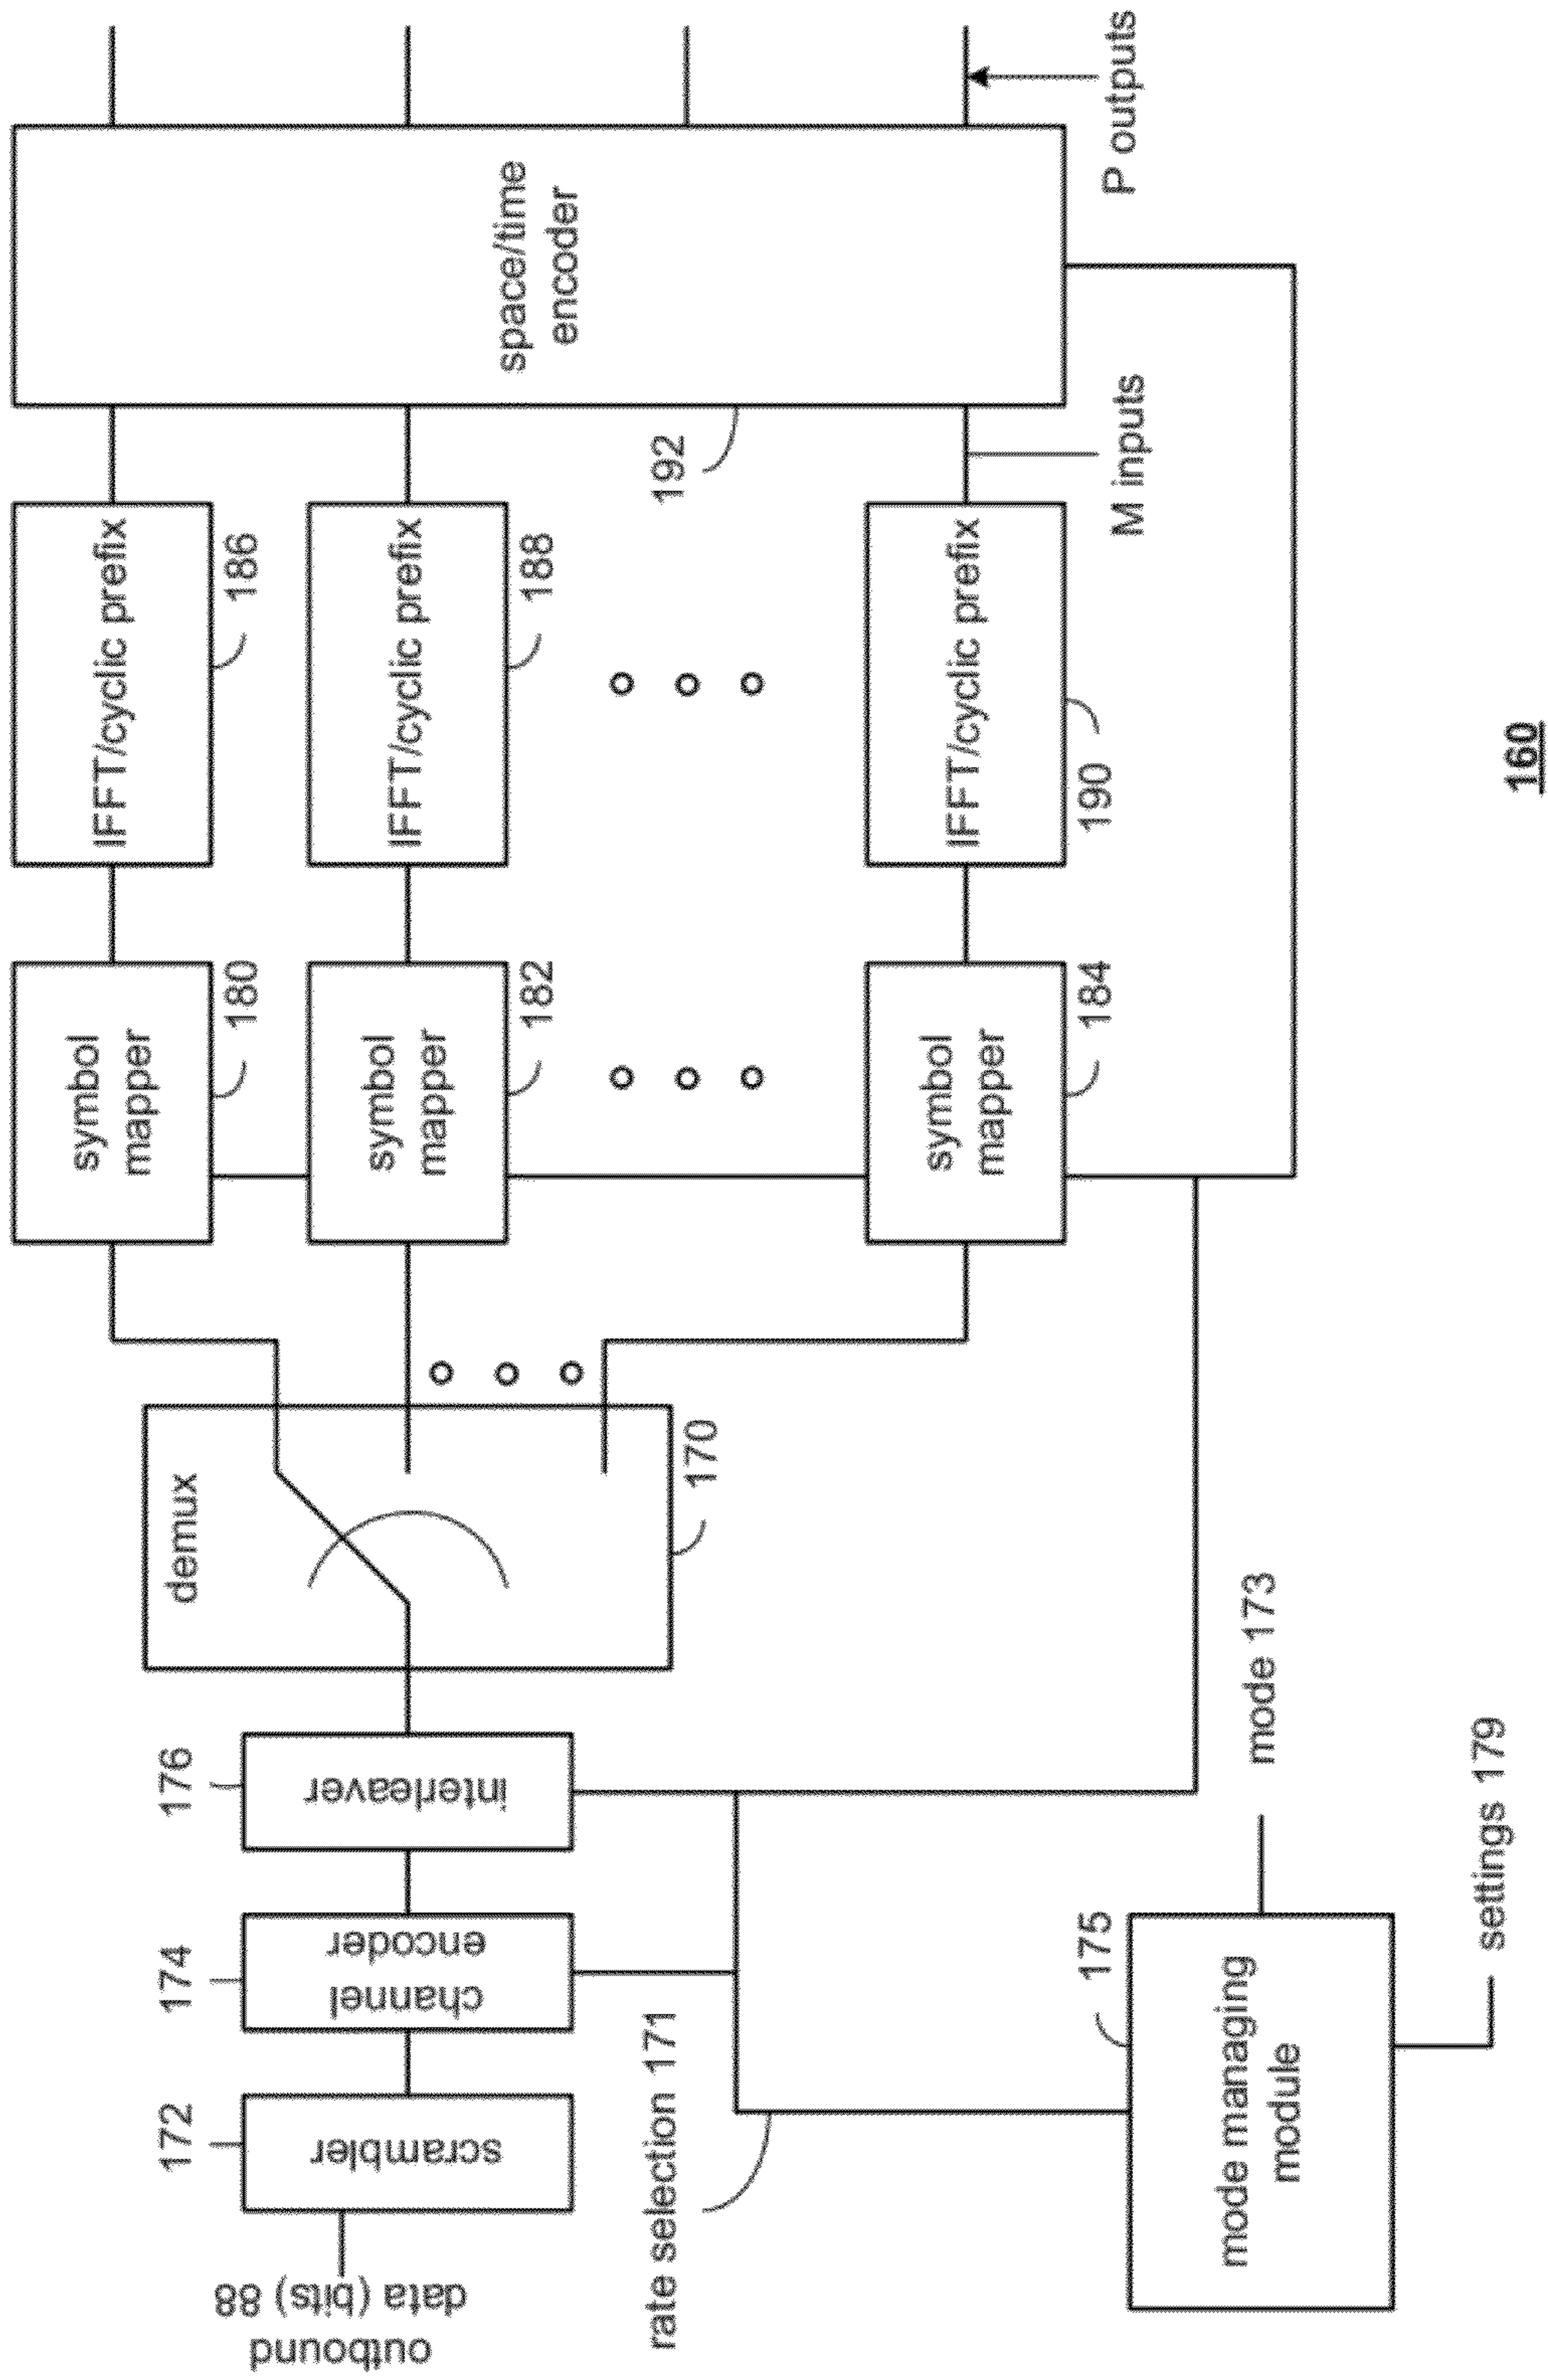 outbound
data (bits) 88
172
scrambler
174
channel
encoder
176
interleaver
demux
170
symbol
mapper
180
symbol
mapper
182
symbol
mapper
184
IFFT/cyclic prefix
186
IFFT/cyclic prefix
188
IFFT/cyclic prefix
190
192
M inputs
space/time
encoder
P outputs
rate selection 171
175
mode managing
module
mode 173
settings 179
160